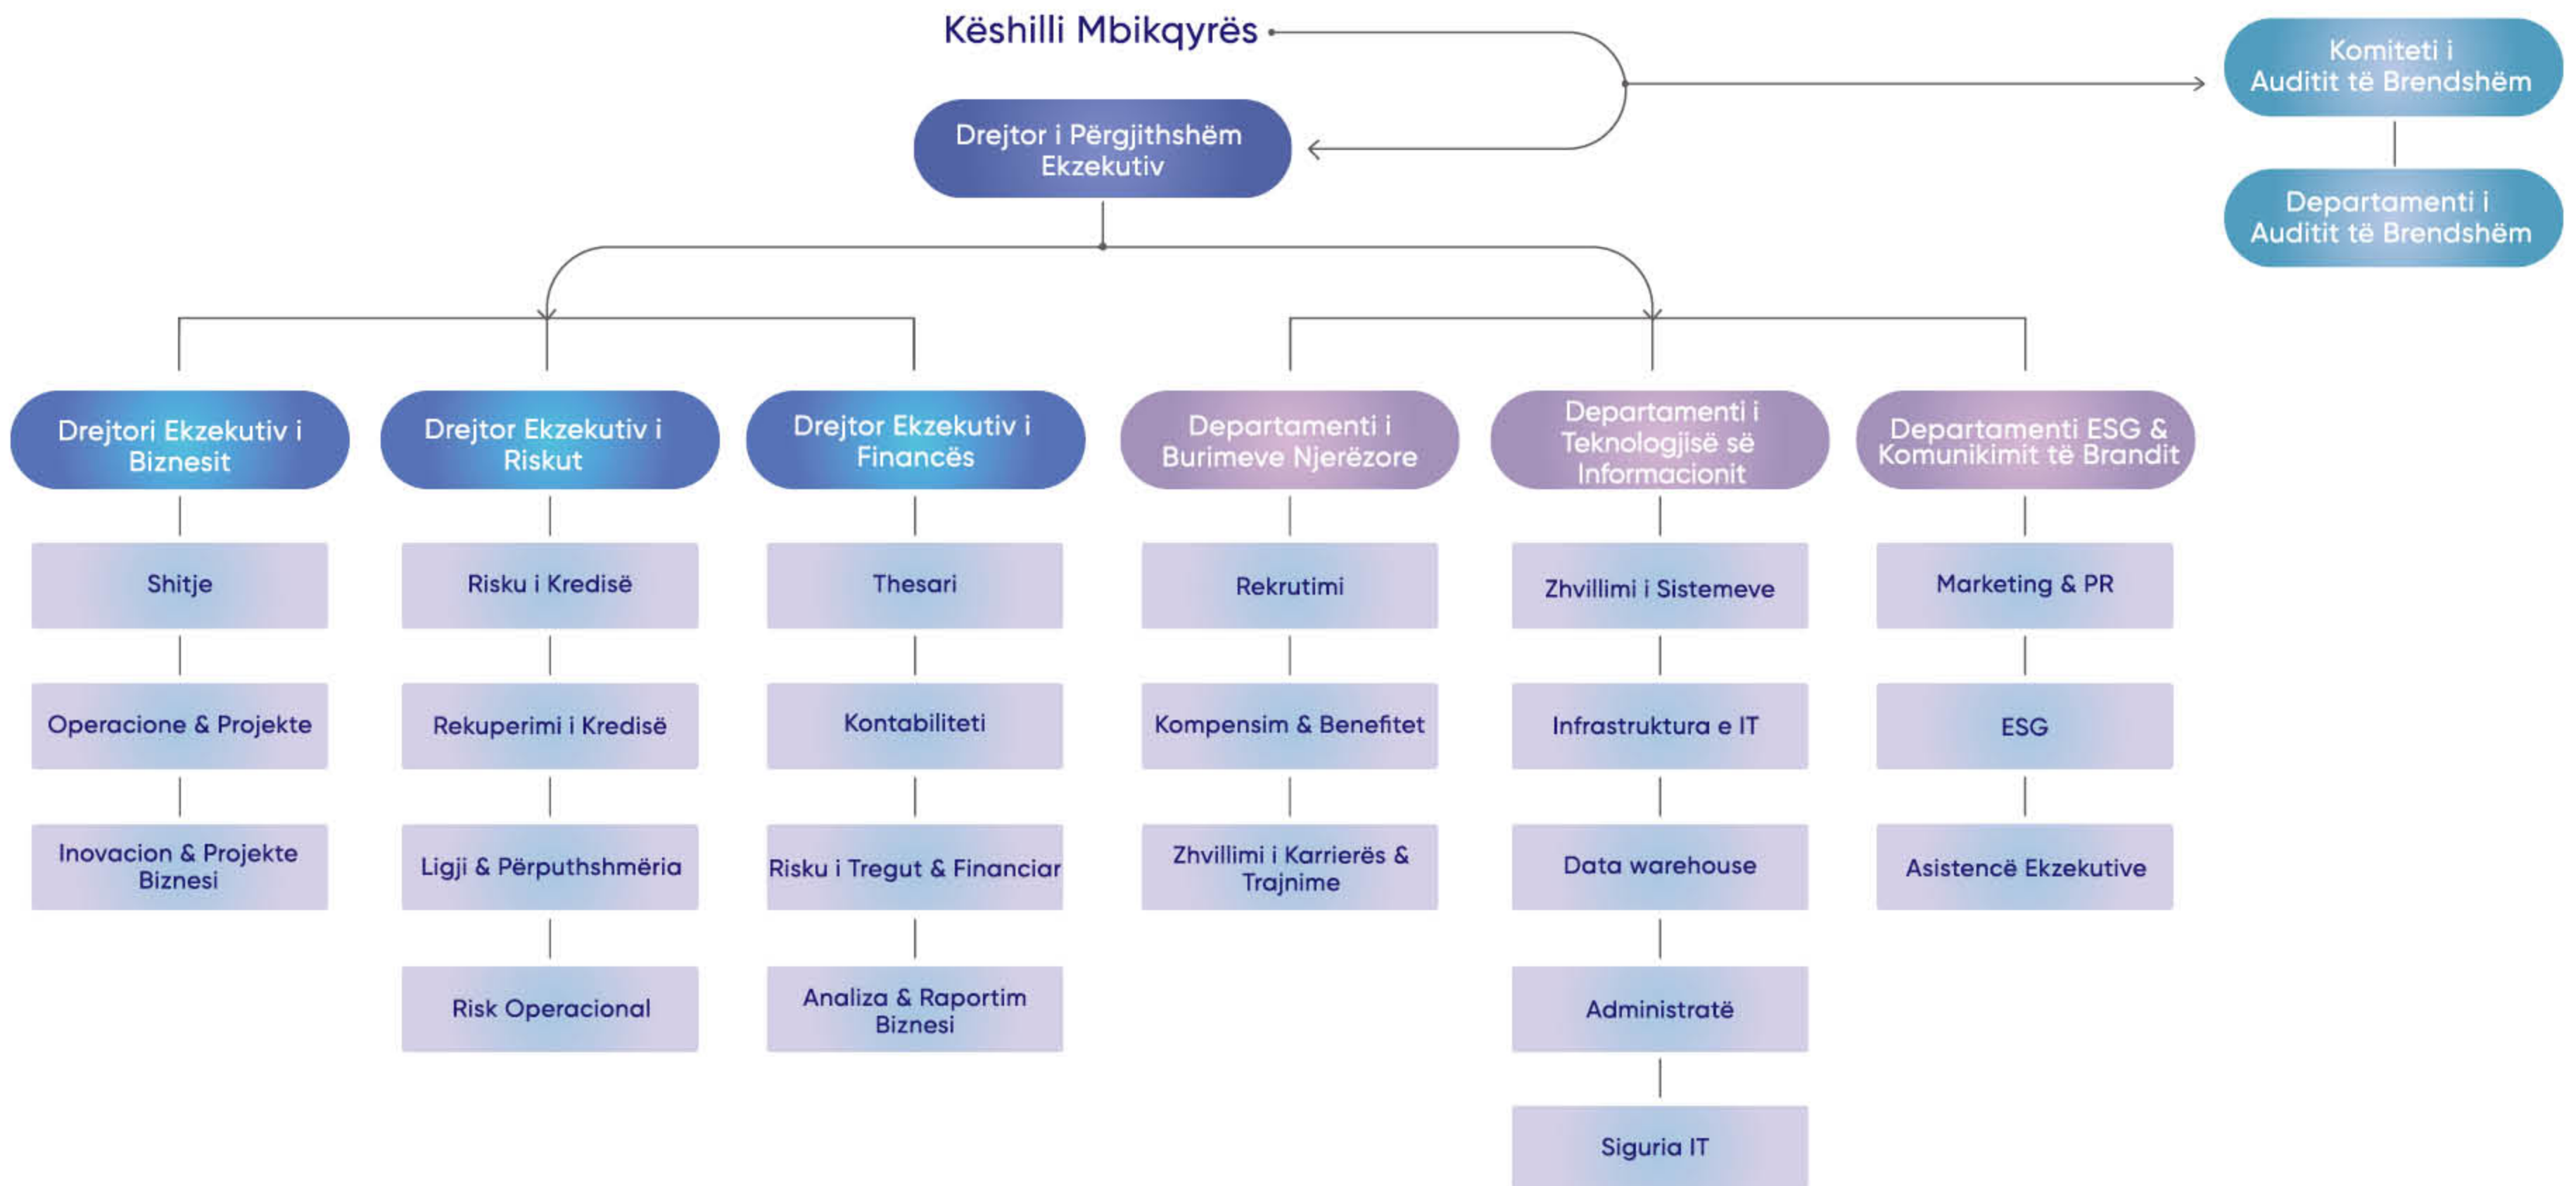 Këshilli Mbikqyrës
Komiteti i
Auditit të Brendshëm
Drejtor i Përgjithshëm
Ekzekutiv
Departamenti i
Auditit të Brendshëm
Drejtori Ekzekutiv i
Biznesit
Shitje
Operacione & Projekte
Inovacion & Projekte
Biznesi
Drejtor Ekzekutiv i
Riskut
Risku i Kredisë
Rekuperimi i Kredisë
Ligji & Përputhshmëria
Risk Operacional
Drejtor Ekzekutiv i
Financës
Thesari
Kontabiliteti
Risku i Tregut & Financiar
Analiza & Raportim
Biznesi
Departamenti i
Burimeve Njerëzore
Rekrutimi
Kompensim & Benefitet
Zhvillimi i Karrierës &
Trajnime
Departamenti i
Teknologjisë së
Informacionit
Zhvillimi i Sistemeve
Infrastruktura e IT
Data warehouse
Administratë
Siguria IT
Departamenti ESG &
Komunikimit të Brandit
Marketing & PR
ESG
Asistencë Ekzekutive